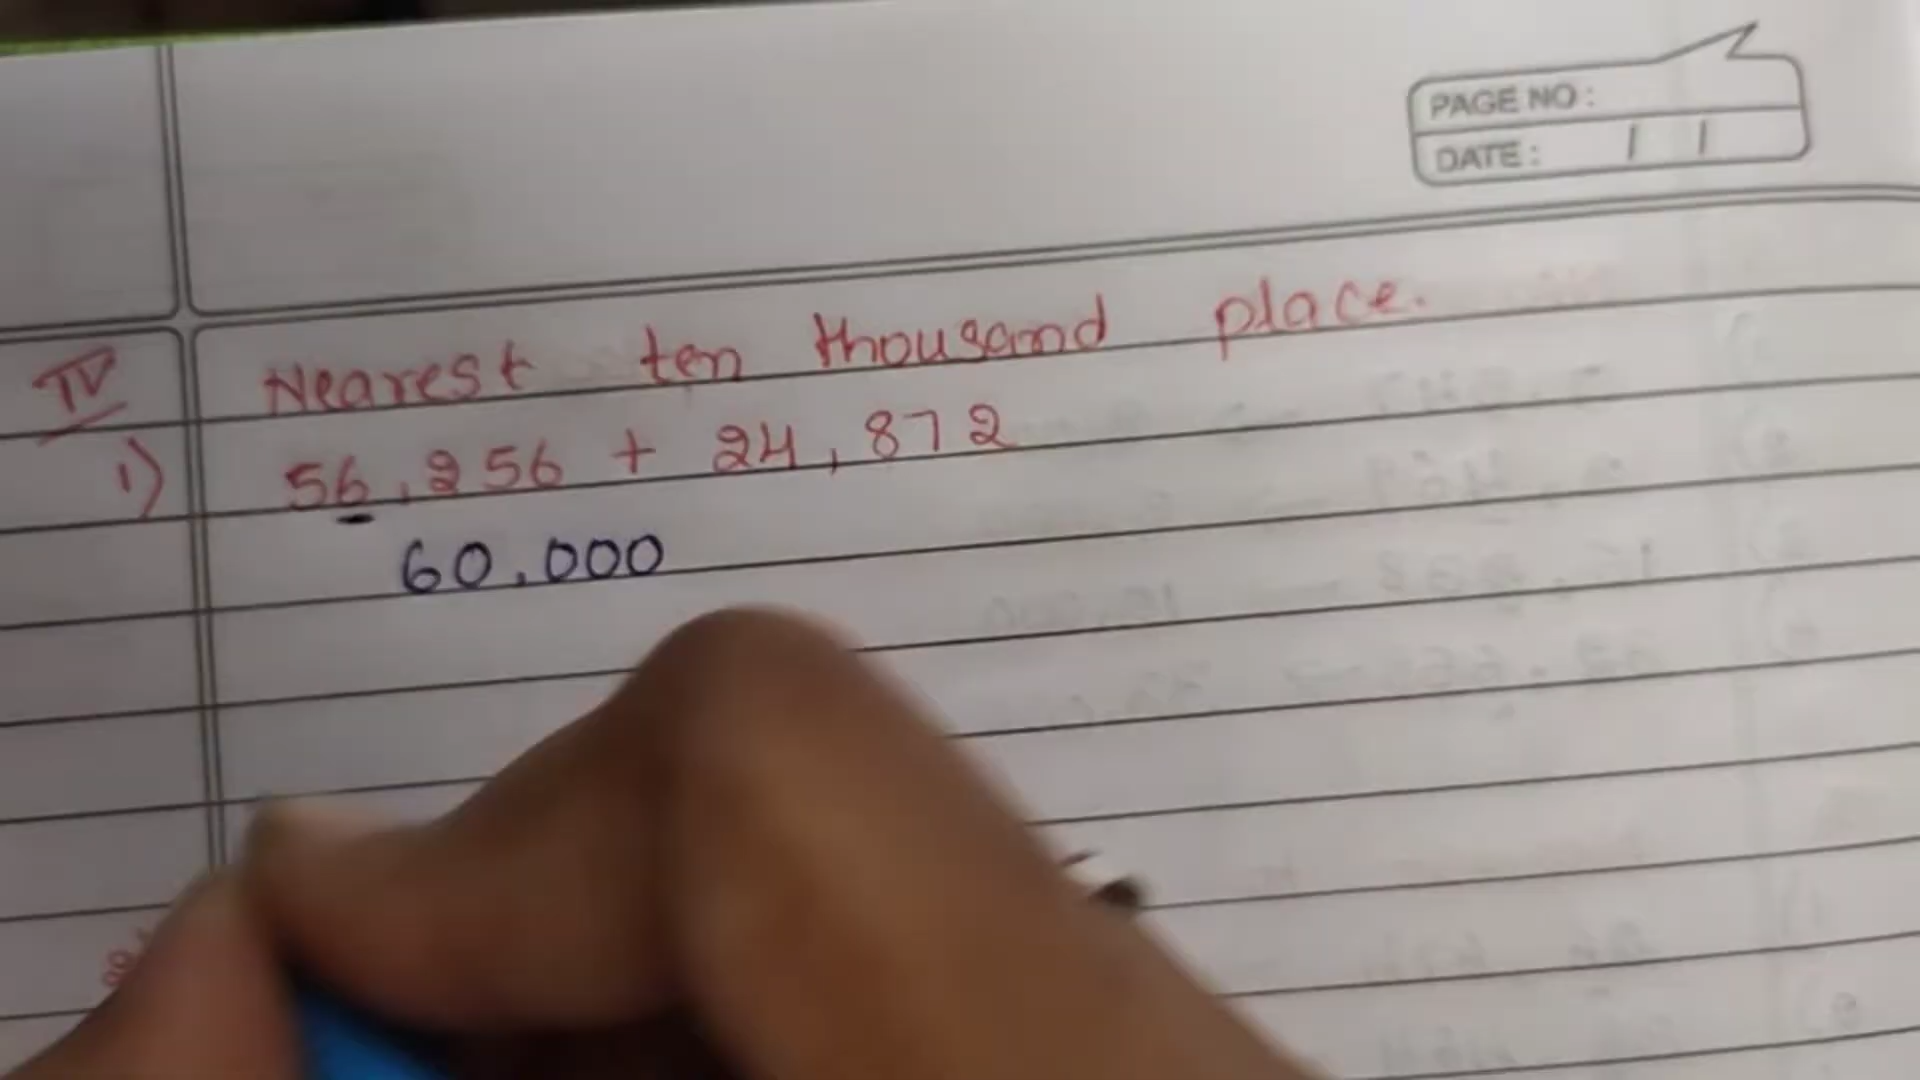 PAGE NO :
DATE : / /
IV Nearest ten thousand place.
1) 56,256 + 24,872
60,000